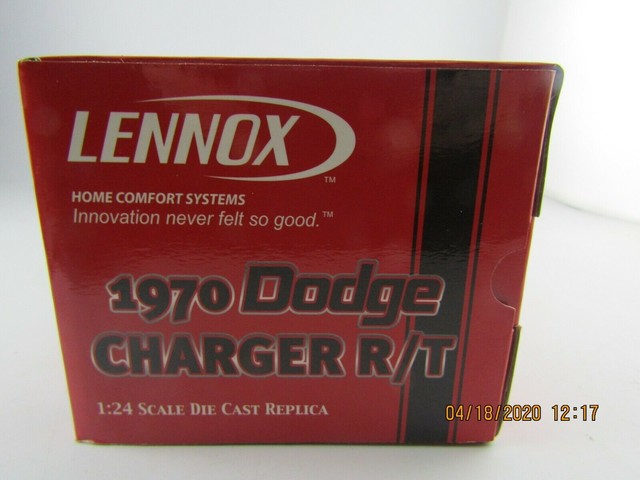 LENNOX
™
HOME COMFORT SYSTEMS
Innovation never felt so good.™
1970 Dodge
CHARGER R/T
1:24 SCALE DIE CAST REPLICA
04/18/2020 12:17